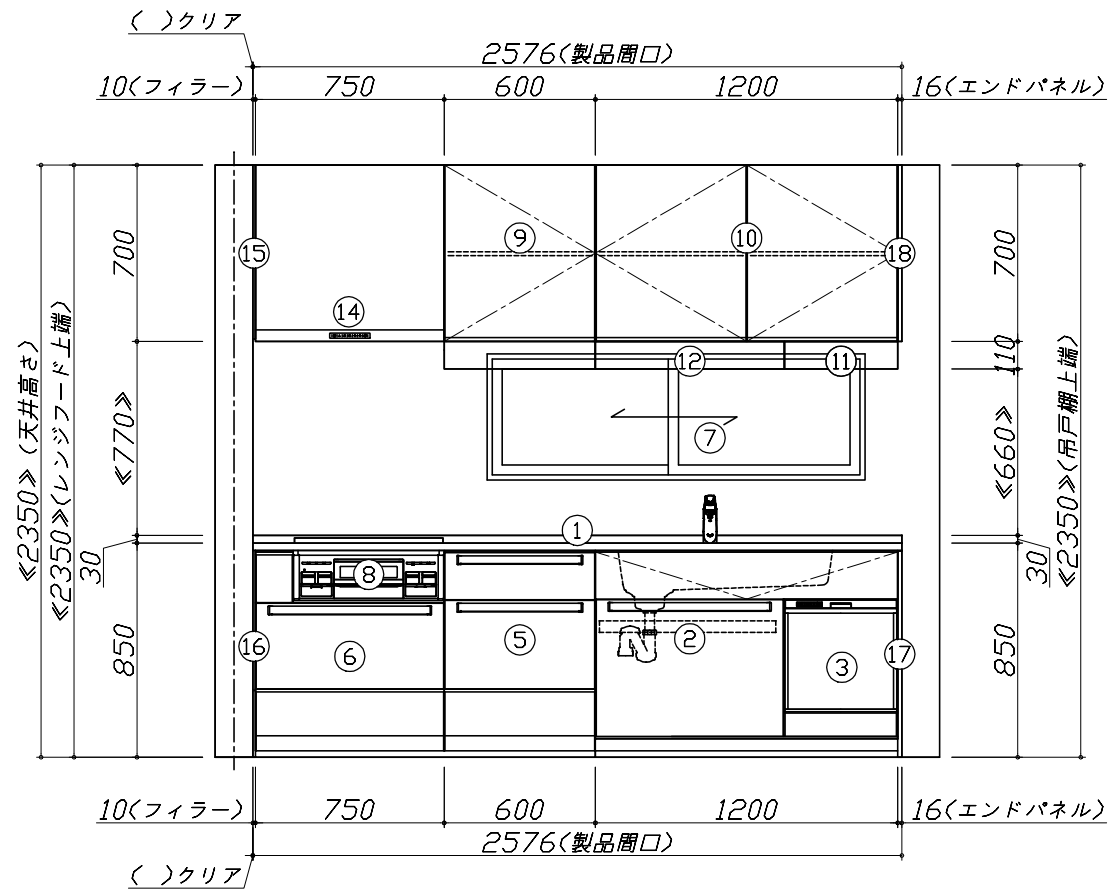 ( )クリア
2576(製品間口)
10(フィラー) 750 600 1200 16(エンドパネル)
⑨ ⑩
⑮ ⑱
700 700
⑭
110
⑫ ⑪
≪2350≫(天井高さ)
≪2350≫(レンジフード上端)
≪770≫ ≪660≫
≪2350≫(吊戸棚上端)
⑦
①
30 30
⑧
⑤ ②
⑯ ⑥ ③ ⑰
850 850
10(フィラー) 750 600 1200 16(エンドパネル)
2576(製品間口)
( )クリア